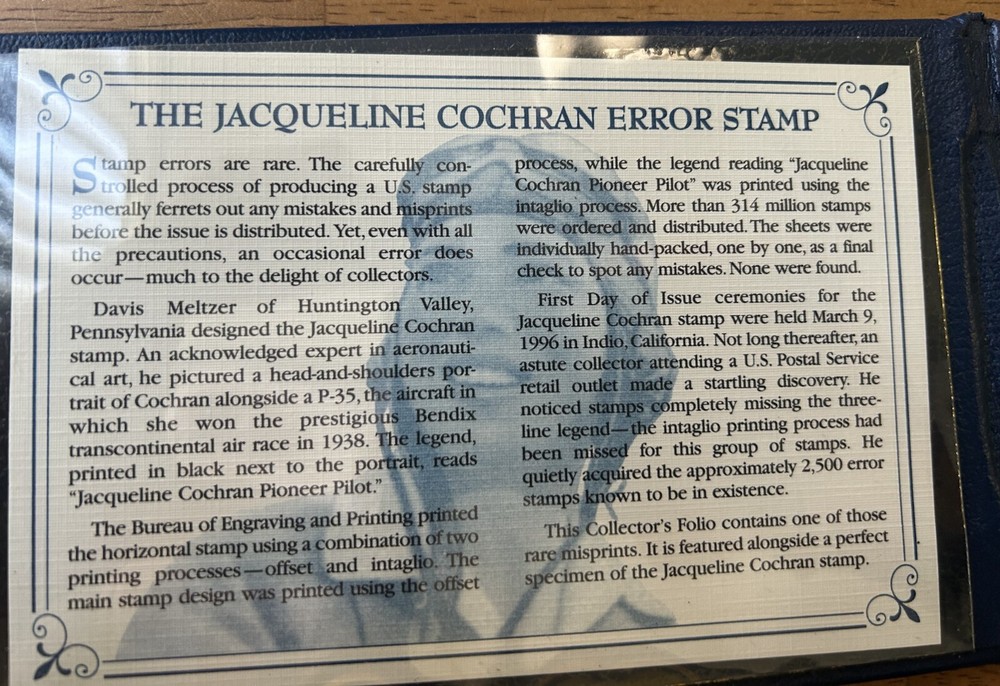 THE JACQUELINE COCHRAN ERROR STAMP
Stamp errors are rare. The carefully con-
trolled process of producing a U.S. stamp
generally ferrets out any mistakes and misprints
before the issue is distributed. Yet, even with all
the precautions, an occasional error does
occur—much to the delight of collectors.
Davis Meltzer of Huntington Valley,
Pennsylvania designed the Jacqueline Cochran
stamp. An acknowledged expert in aeronauti-
cal art, he pictured a head-and-shoulders por-
trait of Cochran alongside a P-35, the aircraft in
which she won the prestigious Bendix
transcontinental air race in 1938. The legend,
printed in black next to the portrait, reads
“Jacqueline Cochran Pioneer Pilot.”
The Bureau of Engraving and Printing printed
the horizontal stamp using a combination of two
printing processes—offset and intaglio. The
main stamp design was printed using the offset
process, while the legend reading “Jacqueline
Cochran Pioneer Pilot” was printed using the
intaglio process. More than 314 million stamps
were ordered and distributed. The sheets were
individually hand-packed, one by one, as a final
check to spot any mistakes. None were found.
First Day of Issue ceremonies for the
Jacqueline Cochran stamp were held March 9,
1996 in Indio, California. Not long thereafter, an
astute collector attending a U.S. Postal Service
retail outlet made a startling discovery. He
noticed stamps completely missing the three-
line legend—the intaglio printing process had
been missed for this group of stamps. He
quietly acquired the approximately 2,500 error
stamps known to be in existence.
This Collector’s Folio contains one of those
rare misprints. It is featured alongside a perfect
specimen of the Jacqueline Cochran stamp.